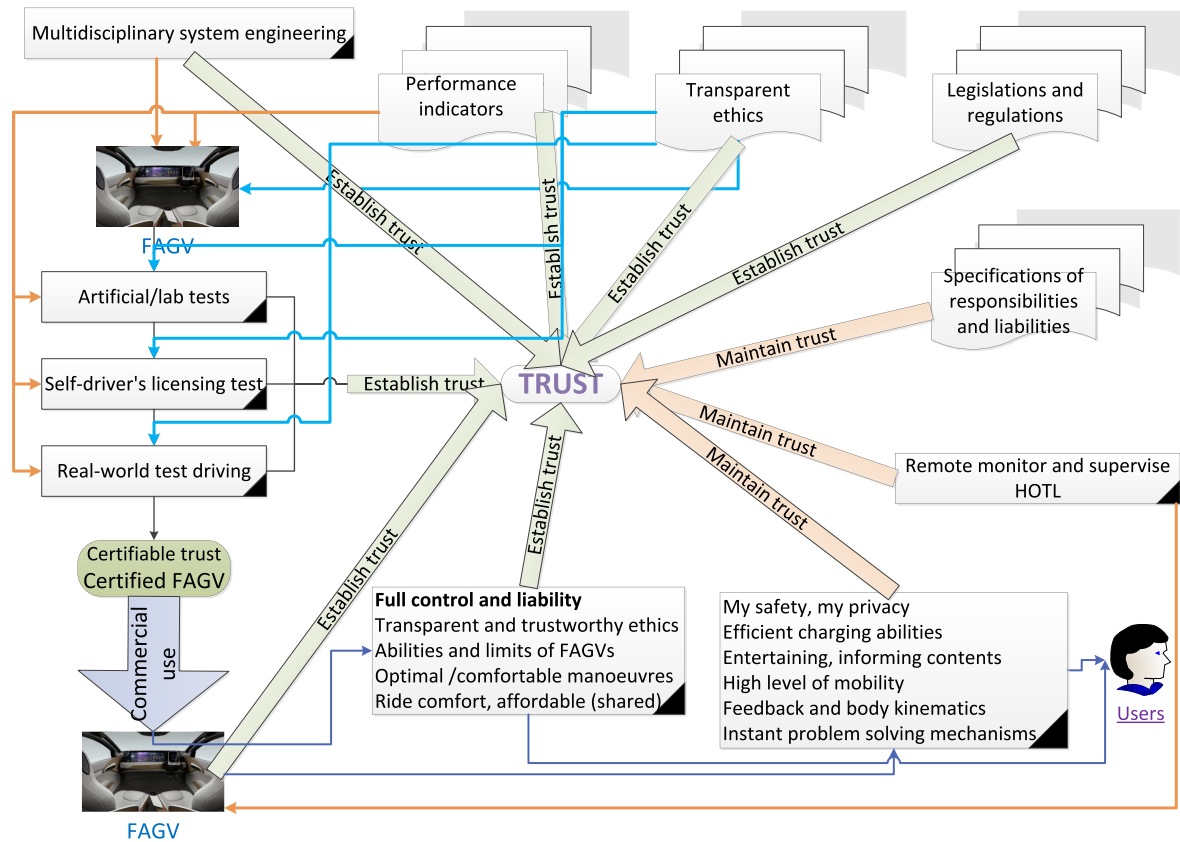 Multidisciplinary system engineering
Performance
indicators
Transparent
ethics
Legislations and
regulations
FAGV
Establish trust
Establish trust
Establish trust
Establish trust
Artificial/lab tests
Specifications of
responsibilities
and liabilities
Maintain trust
Self-driver's licensing test
Establish trust
TRUST
Maintain trust
Real-world test driving
Establish trust
Maintain trust
Remote monitor and supervise
HOTL
Certifiable trust
Certified FAGV
Establish trust
Commercial
use
Full control and liability
Transparent and trustworthy ethics
Abilities and limits of FAGVs
Optimal /comfortable manoeuvres
Ride comfort, affordable (shared)
My safety, my privacy
Efficient charging abilities
Entertaining, informing contents
High level of mobility
Feedback and body kinematics
Instant problem solving mechanisms
Users
FAGV